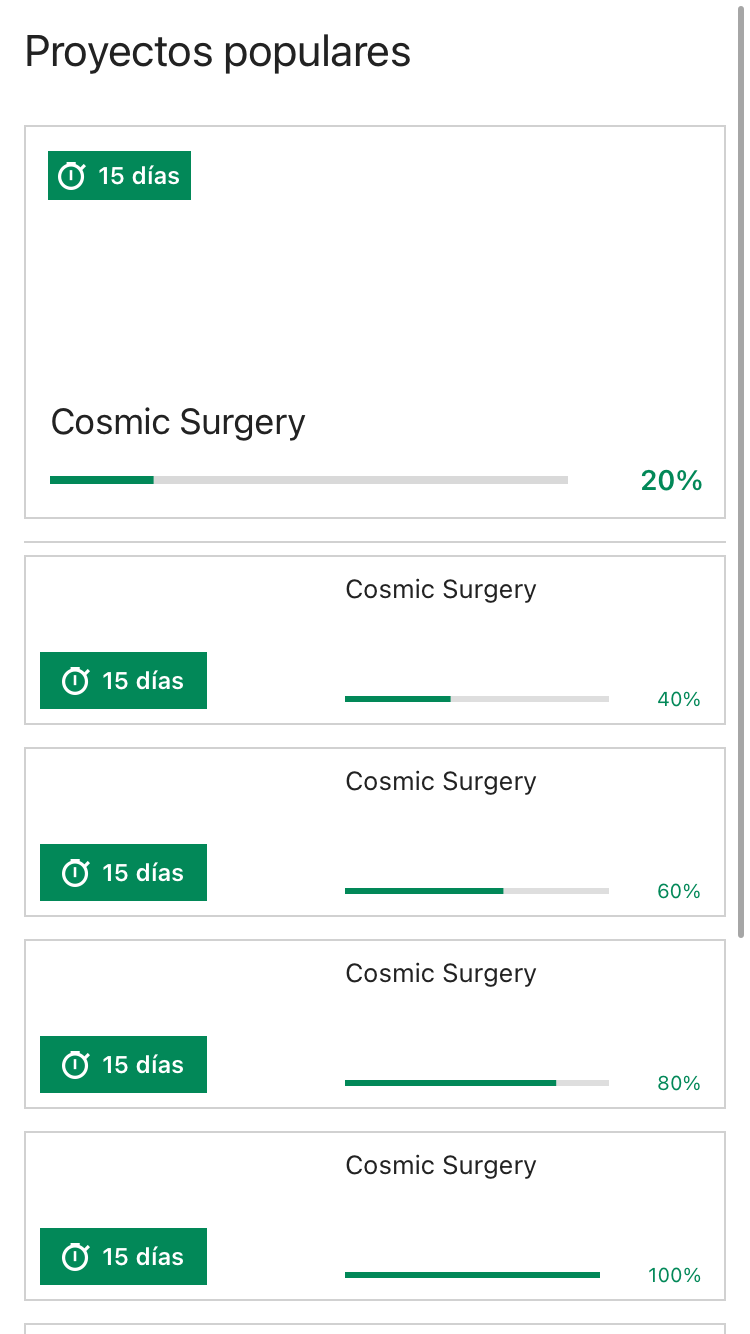 Proyectos populares
15 días
Cosmic Surgery
20%
Cosmic Surgery
15 días
40%
Cosmic Surgery
15 días
60%
Cosmic Surgery
15 días
80%
Cosmic Surgery
15 días
100%